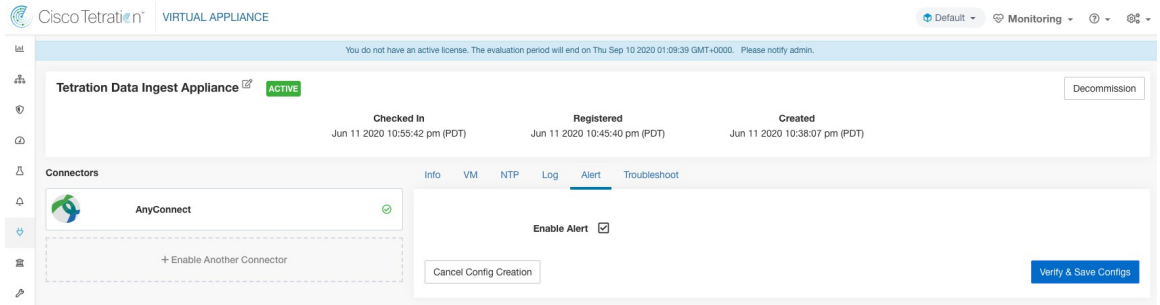 Cisco Tetration™ VIRTUAL APPLIANCE Default Monitoring ?
You do not have an active license. The evaluation period will end on Thu Sep 10 2020 01:09:39 GMT+0000. Please notify admin.
Tetration Data Ingest Appliance ACTIVE Decommission
Checked In Registered Created
Jun 11 2020 10:55:42 pm (PDT) Jun 11 2020 10:45:40 pm (PDT) Jun 11 2020 10:38:07 pm (PDT)
Connectors Info VM NTP Log Alert Troubleshoot
AnyConnect
Enable Alert
+ Enable Another Connector
Cancel Config Creation Verify & Save Configs